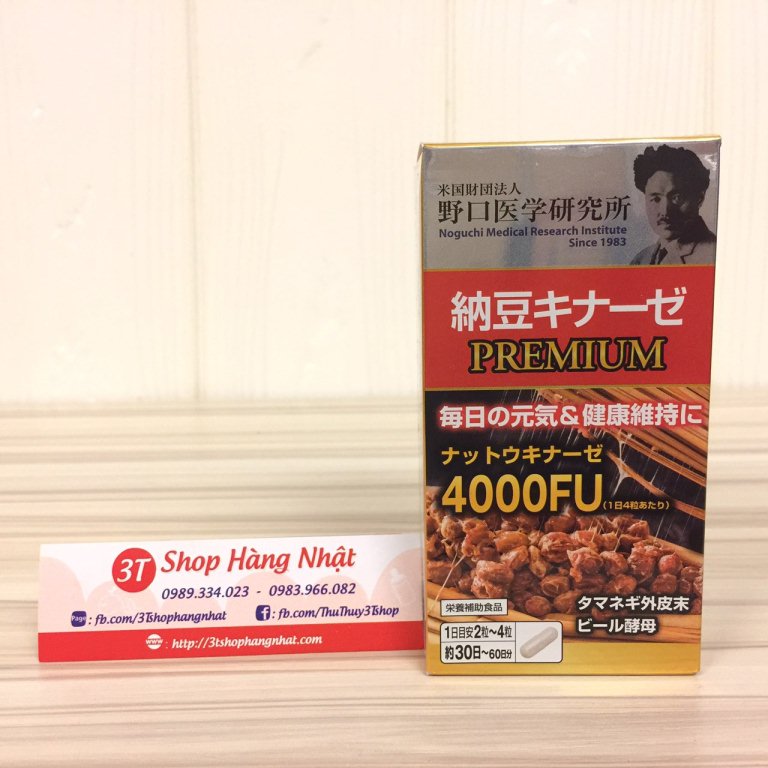 米国財団法人
野口医学研究所
Noguchi Medical Research Institute
Since 1983
納豆キナーゼ
PREMIUM
毎日の元気&健康維持に
ナットウキナーゼ
4000FU(1日4粒あたり)
栄養補助食品
1日目安2粒~4粒
約30日~60日分
タマネギ外皮末
ビール酵母
3T Shop Hàng Nhật
0989.334.023 - 0983.966.082
Page : fb.com/3Tshophangnhat
f : fb.com/ThuThuy3Tshop
www : http://3tshophangnhat.com